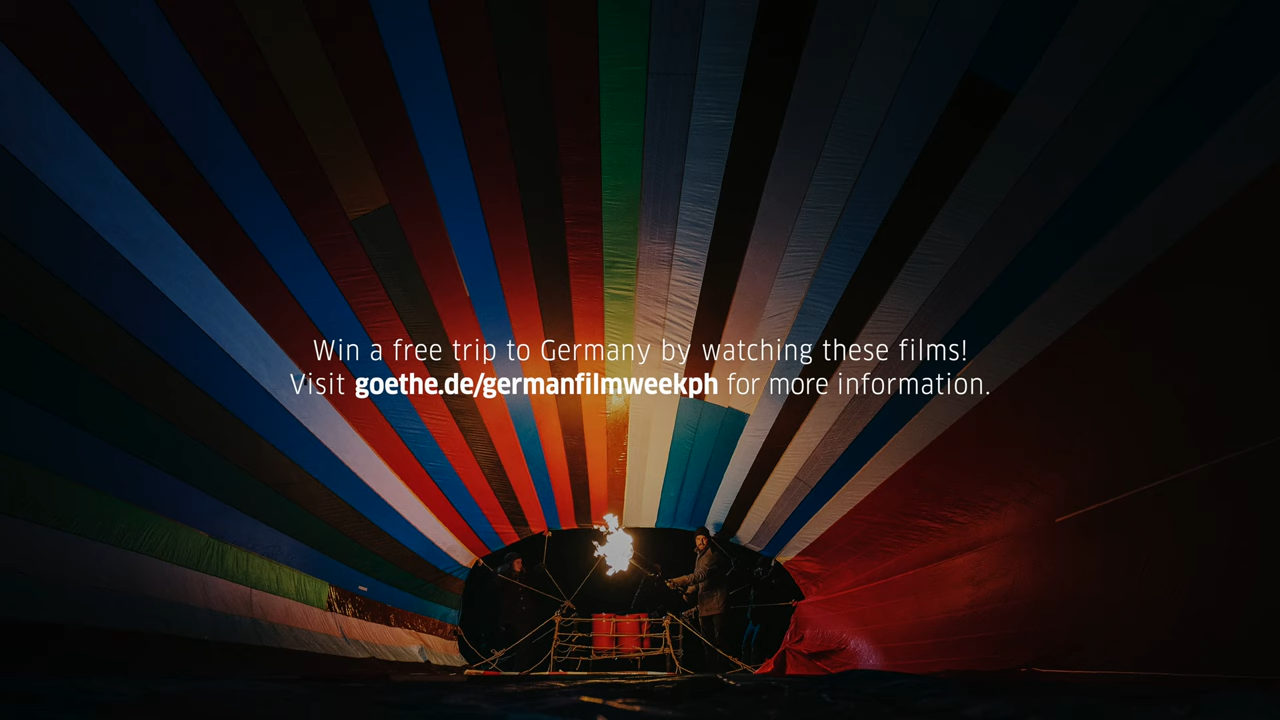 Win a free trip to Germany by watching these films!
Visit goethe.de/germanfilmweekph for more information.